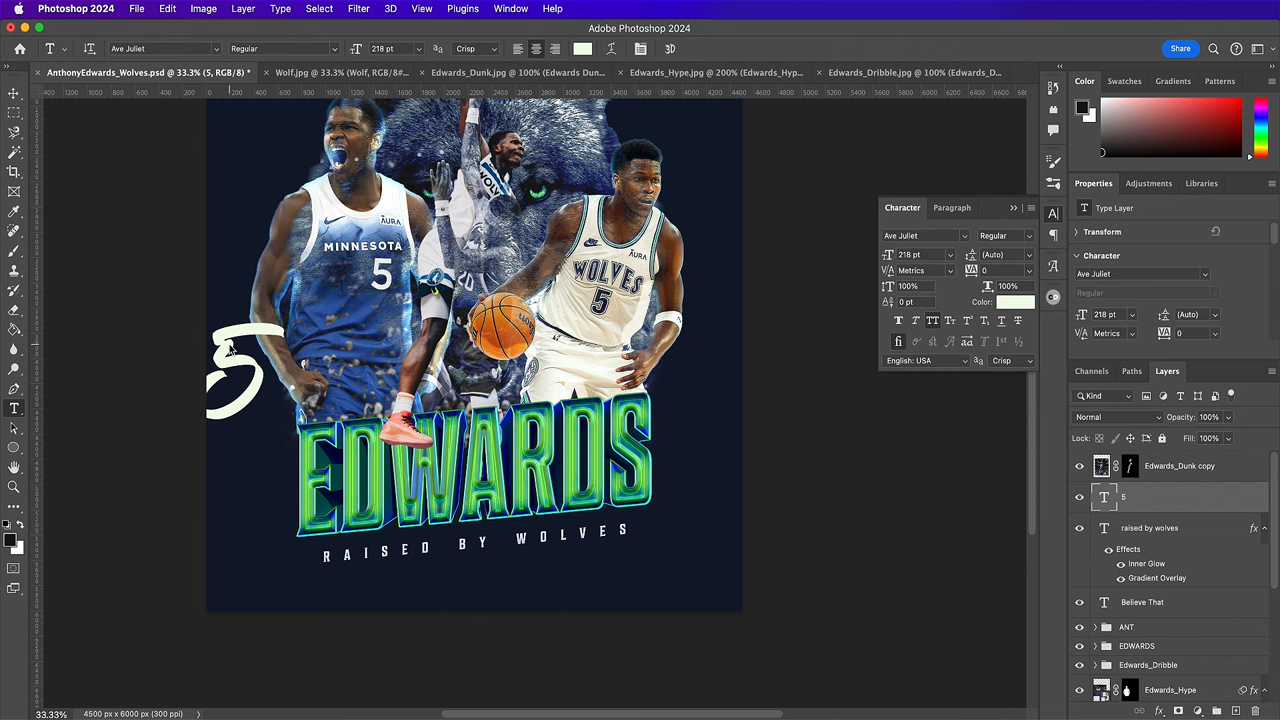 Photoshop 2024 File Edit Image Layer Type Select Filter 3D View Plugins Window Help
Adobe Photoshop 2024
T Ave Juliet Regular 218 pt Crisp 3D Share
AnthonyEdwards_Wolves.psd @ 33.3% (5, RGB/8) * Wolf.jpg @ 33.3% (Wolf, RGB/8#... Edwards_Dunk.jpg @ 100% (Edwards Dun... Edwards_Hype.jpg @ 200% (Edwards_Hyp... Edwards_Dribble.jpg @ 100% (Edwards_D...
Color Swatches Gradients Patterns
Properties Adjustments Libraries
T Type Layer
Transform
Character
Ave Juliet
Regular
218 pt (Auto)
Metrics 0
Character Paragraph
Ave Juliet Regular
218 pt (Auto)
Metrics 0
100% 100%
0 pt Color:
English: USA Crisp
AURA
MINNESOTA
5
WOLVES
AURA
5
5
EDWARDS
RAISED BY WOLVES
Channels Paths Layers
Kind
Normal Opacity: 100%
Lock: Fill: 100%
Edwards_Dunk copy
T 5
T raised by wolves fx
Effects
Inner Glow
Gradient Overlay
T Believe That
ANT
EDWARDS
Edwards_Dribble
Edwards_Hype fx
33.33% 4500 px x 6000 px (300 ppi)